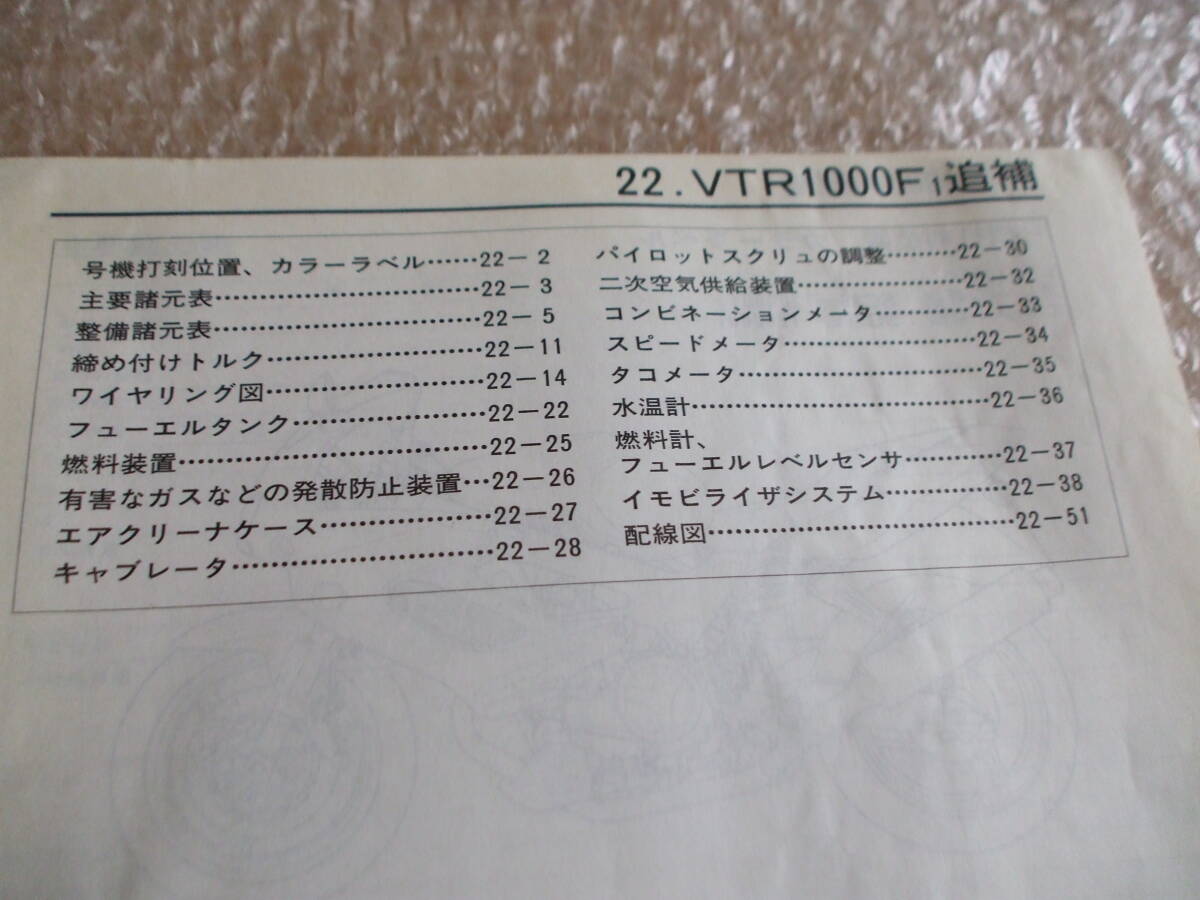 22.VTR1000F1追補
号機打刻位置、カラーラベル……22－2
主要諸元表……22－3
整備諸元表……22－5
締め付けトルク……22－11
ワイヤリング図……22－14
フューエルタンク……22－22
燃料装置……22－25
有害なガスなどの発散防止装置…22－26
エアクリーナケース……22－27
キャブレータ……22－28
パイロットスクリュの調整……22－30
二次空気供給装置……22－32
コンビネーションメータ……22－33
スピードメータ……22－34
タコメータ……22－35
水温計……22－36
燃料計、
フューエルレベルセンサ……22－37
イモビライザシステム……22－38
配線図……22－51